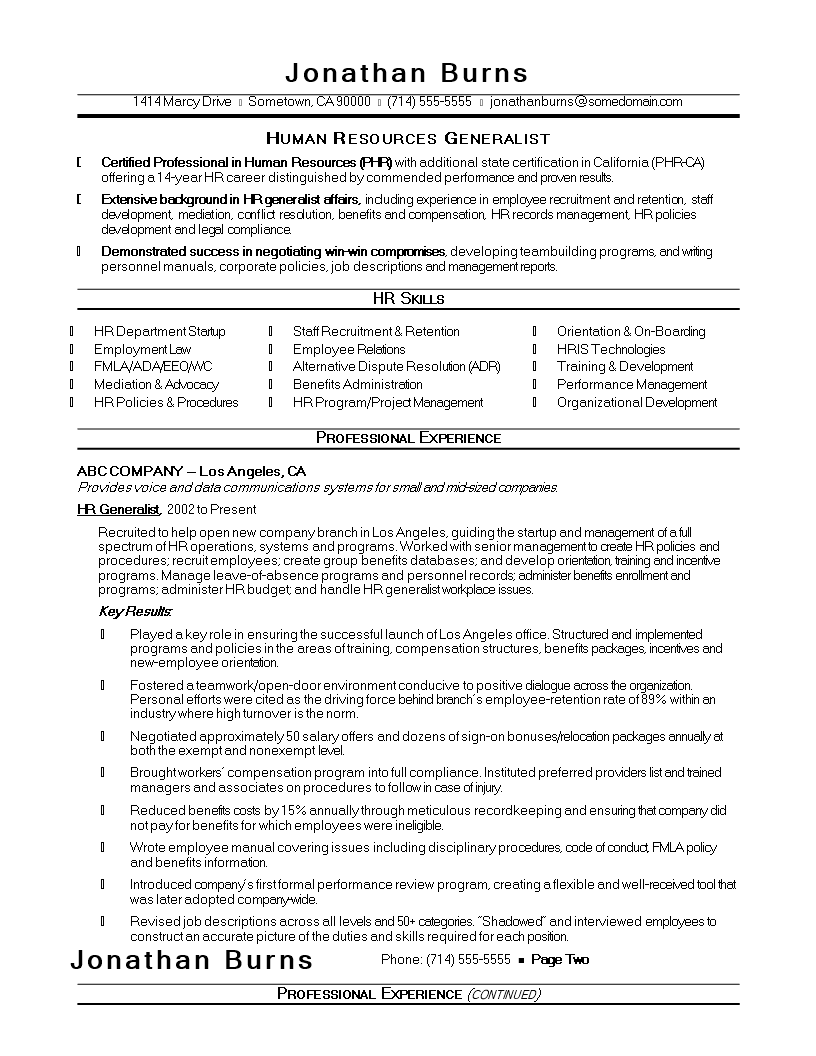 Jonathan Burns
1414 Marcy Drive ▯ Sometown, CA 90000 ▯ (714) 555-5555 ▯ jonathanburns@somedomain.com
HUMAN RESOURCES GENERALIST
▯ Certified Professional in Human Resources (PHR) with additional state certification in California (PHR-CA)
offering a 14-year HR career distinguished by commended performance and proven results.
▯ Extensive background in HR generalist affairs, including experience in employee recruitment and retention, staff
development, mediation, conflict resolution, benefits and compensation, HR records management, HR policies
development and legal compliance.
▯ Demonstrated success in negotiating win-win compromises, developing teambuilding programs, and writing
personnel manuals, corporate policies, job descriptions and management reports.
HR SKILLS
▯ HR Department Startup ▯ Staff Recruitment & Retention ▯ Orientation & On-Boarding
▯ Employment Law ▯ Employee Relations ▯ HRIS Technologies
▯ FMLA/ADA/EEO/WC ▯ Alternative Dispute Resolution (ADR) ▯ Training & Development
▯ Mediation & Advocacy ▯ Benefits Administration ▯ Performance Management
▯ HR Policies & Procedures ▯ HR Program/Project Management ▯ Organizational Development
PROFESSIONAL EXPERIENCE
ABC COMPANY – Los Angeles, CA
Provides voice and data communications systems for small and mid-sized companies.
HR Generalist, 2002 to Present
Recruited to help open new company branch in Los Angeles, guiding the startup and management of a full
spectrum of HR operations, systems and programs. Worked with senior management to create HR policies and
procedures; recruit employees; create group benefits databases; and develop orientation, training and incentive
programs. Manage leave-of-absence programs and personnel records; administer benefits enrollment and
programs; administer HR budget; and handle HR generalist workplace issues.
Key Results:
▯ Played a key role in ensuring the successful launch of Los Angeles office. Structured and implemented
programs and policies in the areas of training, compensation structures, benefits packages, incentives and
new-employee orientation.
▯ Fostered a teamwork/open-door environment conducive to positive dialogue across the organization.
Personal efforts were cited as the driving force behind branch's employee-retention rate of 89% within an
industry where high turnover is the norm.
▯ Negotiated approximately 50 salary offers and dozens of sign-on bonuses/relocation packages annually at
both the exempt and nonexempt level.
▯ Brought workers' compensation program into full compliance. Instituted preferred providers list and trained
managers and associates on procedures to follow in case of injury.
▯ Reduced benefits costs by 15% annually through meticulous recordkeeping and ensuring that company did
not pay for benefits for which employees were ineligible.
▯ Wrote employee manual covering issues including disciplinary procedures, code of conduct, FMLA policy
and benefits information.
▯ Introduced company's first formal performance review program, creating a flexible and well-received tool that
was later adopted company-wide.
▯ Revised job descriptions across all levels and 50+ categories. "Shadowed" and interviewed employees to
construct an accurate picture of the duties and skills required for each position.
Jonathan Burns Phone: (714) 555-5555 ▪ Page Two
PROFESSIONAL EXPERIENCE (CONTINUED)